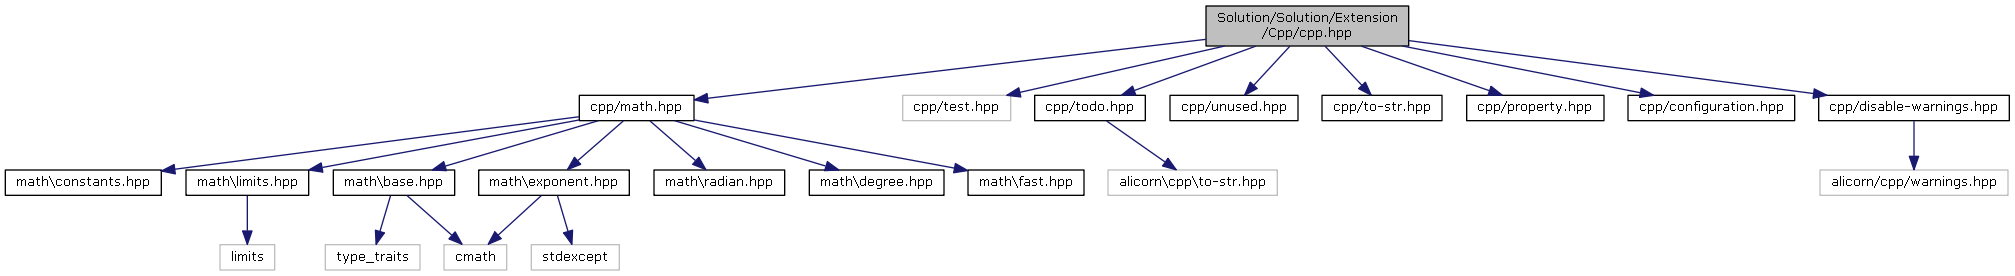 Solution/Solution/Extension
/Cpp/cpp.hpp
cpp/math.hpp
cpp/test.hpp
cpp/todo.hpp
cpp/unused.hpp
cpp/to-str.hpp
cpp/property.hpp
cpp/configuration.hpp
cpp/disable-warnings.hpp
math\constants.hpp
math\limits.hpp
math\base.hpp
math\exponent.hpp
math\radian.hpp
math\degree.hpp
math\fast.hpp
alicorn\cpp\to-str.hpp
alicorn/cpp/warnings.hpp
limits
type_traits
cmath
stdexcept